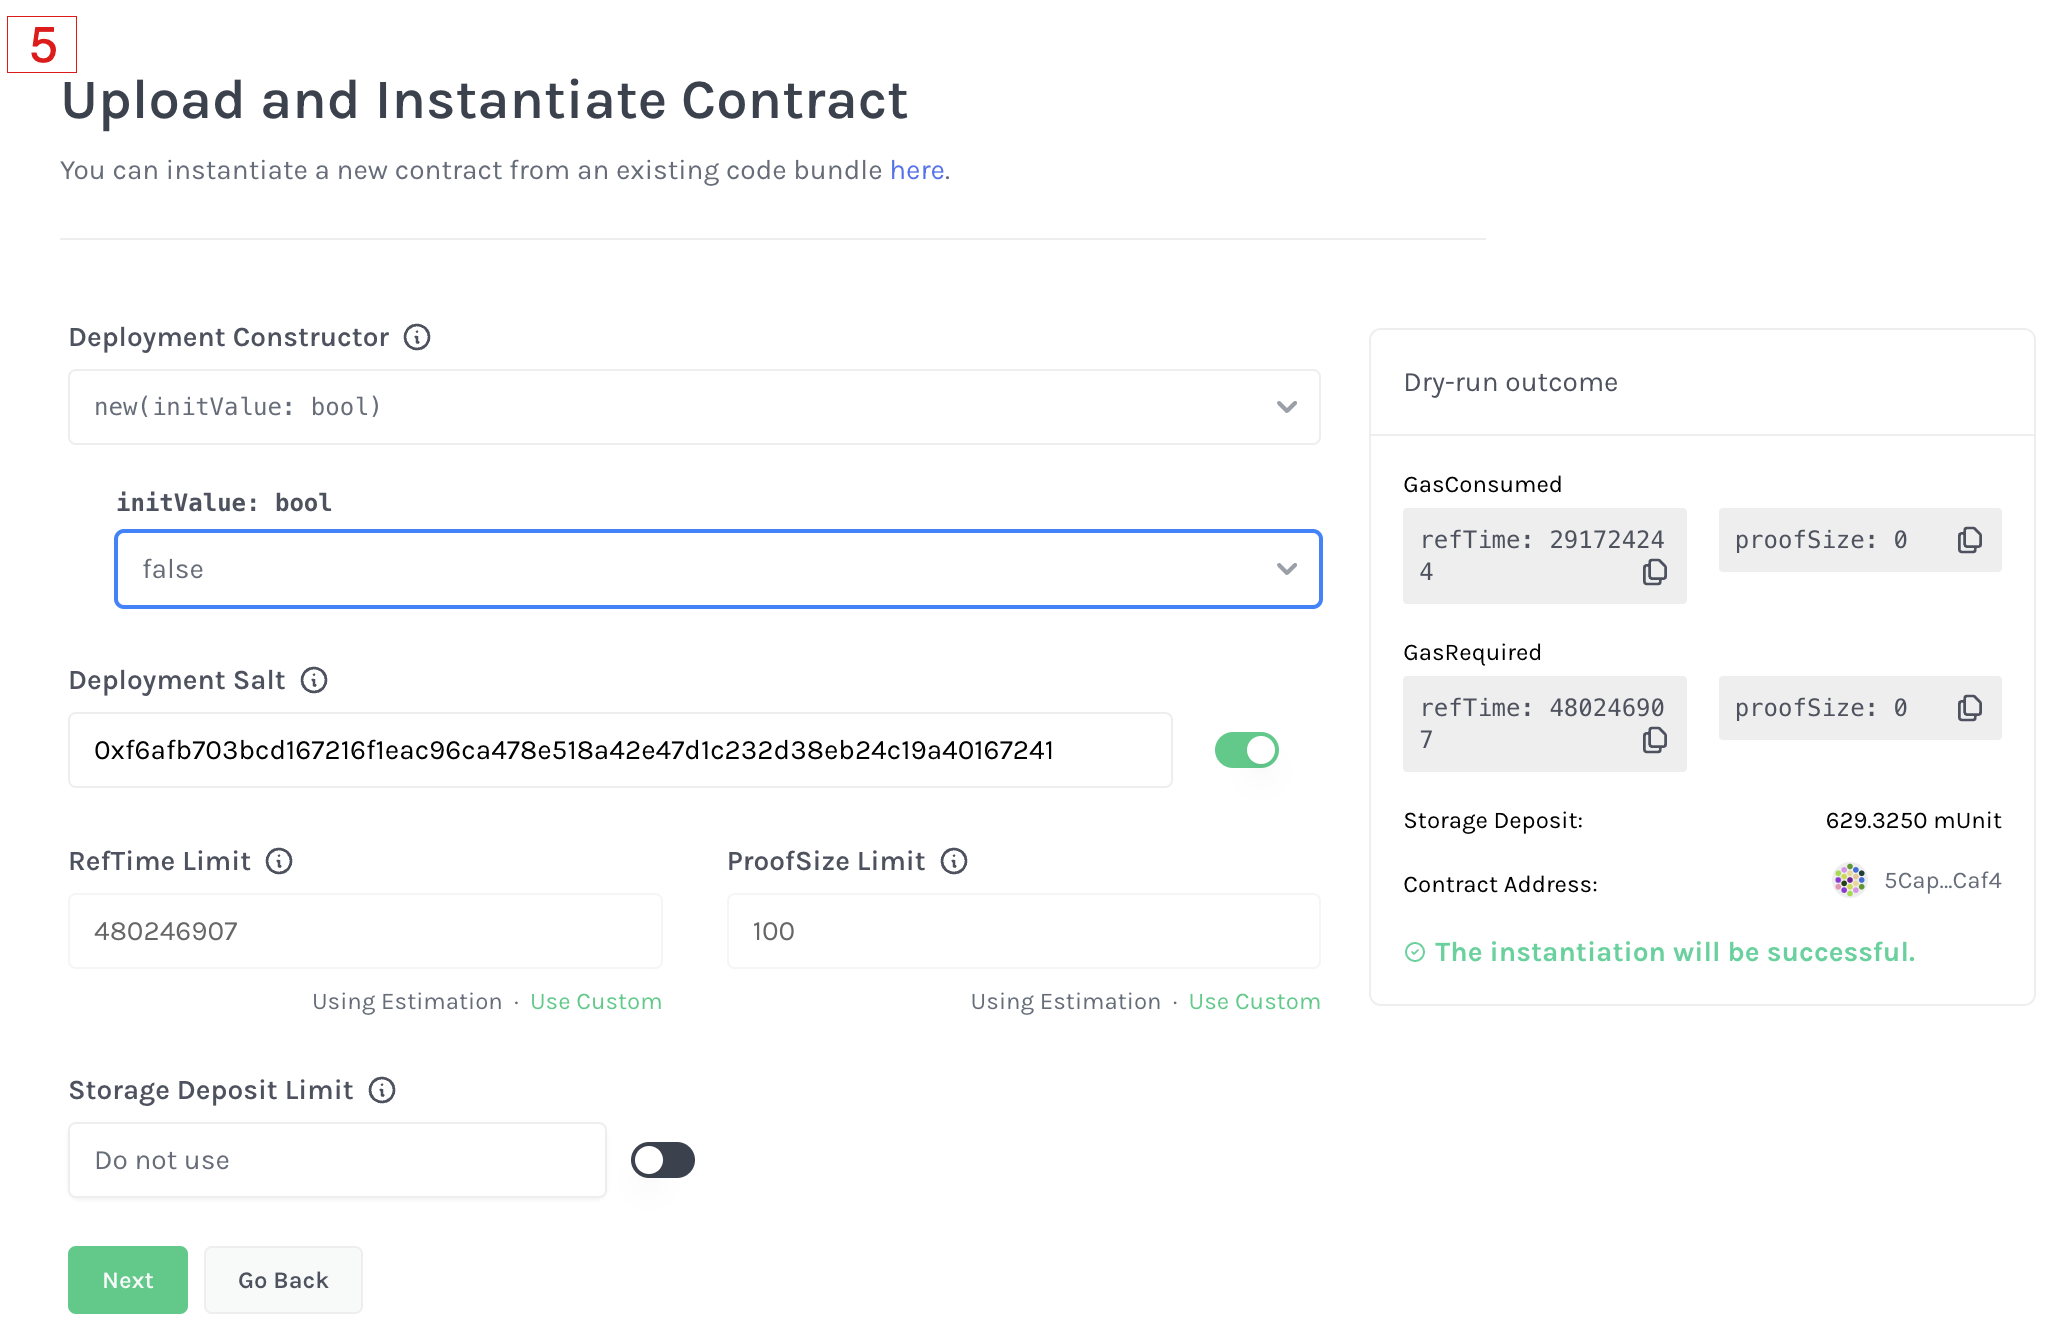 5
Upload and Instantiate Contract
You can instantiate a new contract from an existing code bundle here.
Deployment Constructor
new(initValue: bool)
initValue: bool
false
Deployment Salt
0xf6afb703bcd167216f1eac96ca478e518a42e47d1c232d38eb24c19a40167241
RefTime Limit
480246907
Using Estimation · Use Custom
ProofSize Limit
100
Using Estimation · Use Custom
Storage Deposit Limit
Do not use
Next
Go Back
Dry-run outcome
GasConsumed
refTime: 29172424
4
proofSize: 0
GasRequired
refTime: 48024690
7
proofSize: 0
Storage Deposit: 629.3250 mUnit
Contract Address: 5Cap...Caf4
The instantiation will be successful.